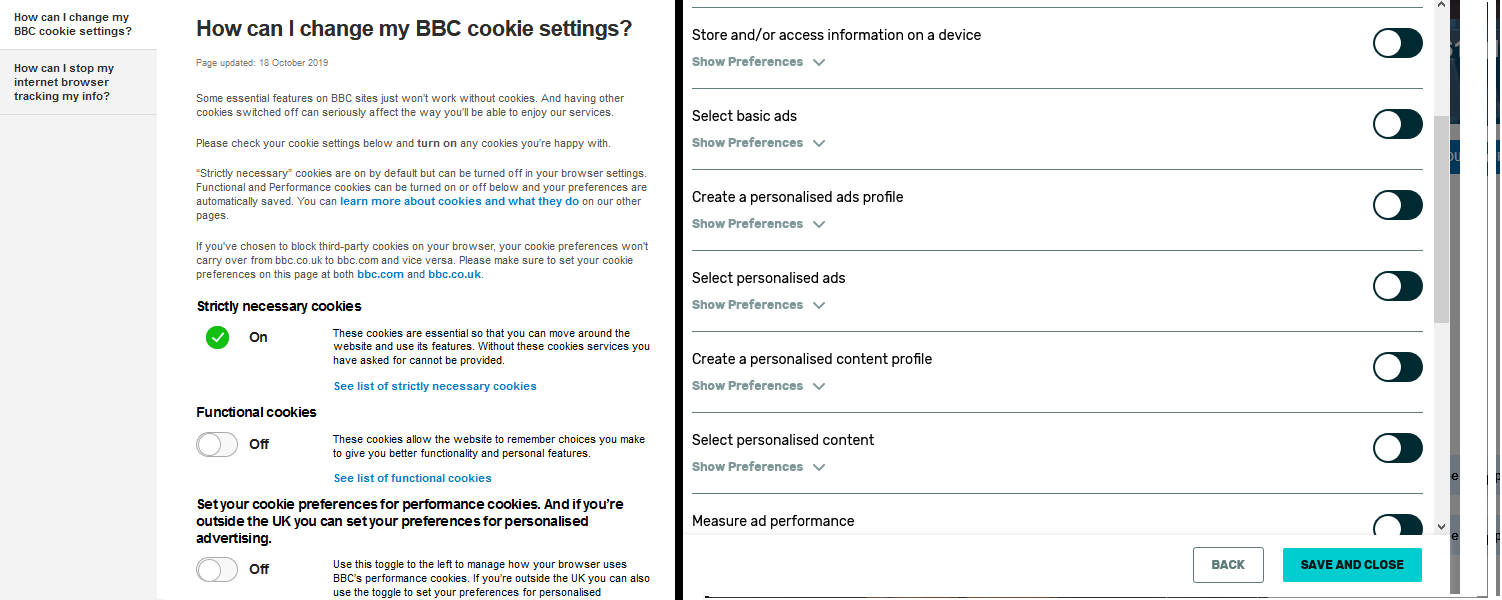 How can I change my
BBC cookie settings?
How can I stop my
internet browser
tracking my info?
How can I change my BBC cookie settings?
Page updated: 18 October 2019
Some essential features on BBC sites just won't work without cookies. And having other
cookies switched off can seriously affect the way you'll be able to enjoy our services.
Please check your cookie settings below and turn on any cookies you're happy with.
“Strictly necessary” cookies are on by default but can be turned off in your browser settings.
Functional and Performance cookies can be turned on or off below and your preferences are
automatically saved. You can learn more about cookies and what they do on our other
pages.
If you've chosen to block third-party cookies on your browser, your cookie preferences won't
carry over from bbc.co.uk to bbc.com and vice versa. Please make sure to set your cookie
preferences on this page at both bbc.com and bbc.co.uk.
Strictly necessary cookies
On
These cookies are essential so that you can move around the
website and use its features. Without these cookies services you
have asked for cannot be provided.
See list of strictly necessary cookies
Functional cookies
Off
These cookies allow the website to remember choices you make
to give you better functionality and personal features.
See list of functional cookies
Set your cookie preferences for performance cookies. And if you're
outside the UK you can set your preferences for personalised
advertising.
Off
Use this toggle to the left to manage how your browser uses
BBC's performance cookies. If you're outside the UK you can also
use the toggle to set your preferences for personalised
Store and/or access information on a device
Show Preferences
Select basic ads
Show Preferences
Create a personalised ads profile
Show Preferences
Select personalised ads
Show Preferences
Create a personalised content profile
Show Preferences
Select personalised content
Show Preferences
Measure ad performance
BACK
SAVE AND CLOSE